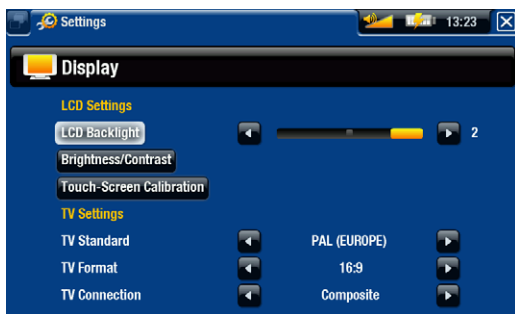 Settings 13:23
Display
LCD Settings
LCD Backlight 2
Brightness/Contrast
Touch-Screen Calibration
TV Settings
TV Standard PAL (EUROPE)
TV Format 16:9
TV Connection Composite